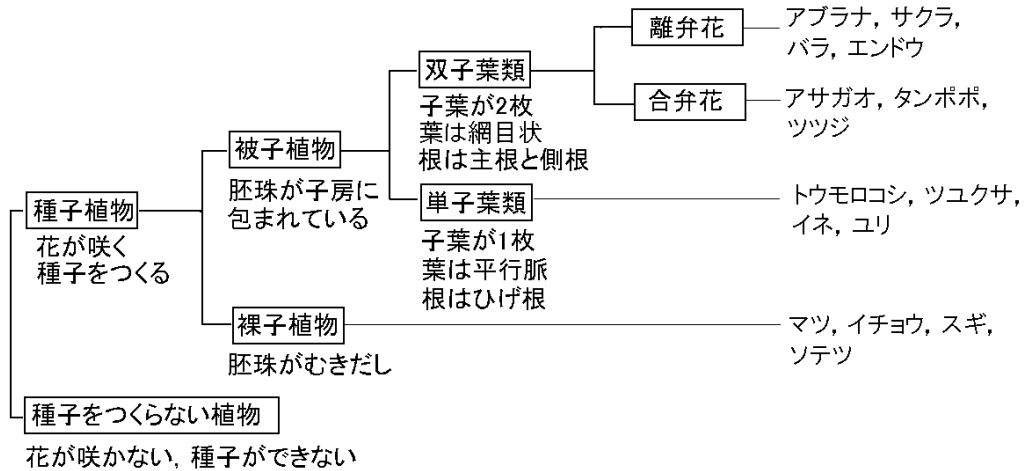 離弁花
アブラナ, サクラ,
バラ, エンドウ
双子葉類
子葉が2枚
葉は網目状
根は主根と側根
合弁花
アサガオ, タンポポ,
ツツジ
被子植物
胚珠が子房に
包まれている
単子葉類
子葉が1枚
葉は平行脈
根はひげ根
トウモロコシ, ツユクサ,
イネ, ユリ
種子植物
花が咲く
種子をつくる
裸子植物
胚珠がむきだし
マツ, イチョウ, スギ,
ソテツ
種子をつくらない植物
花が咲かない, 種子ができない